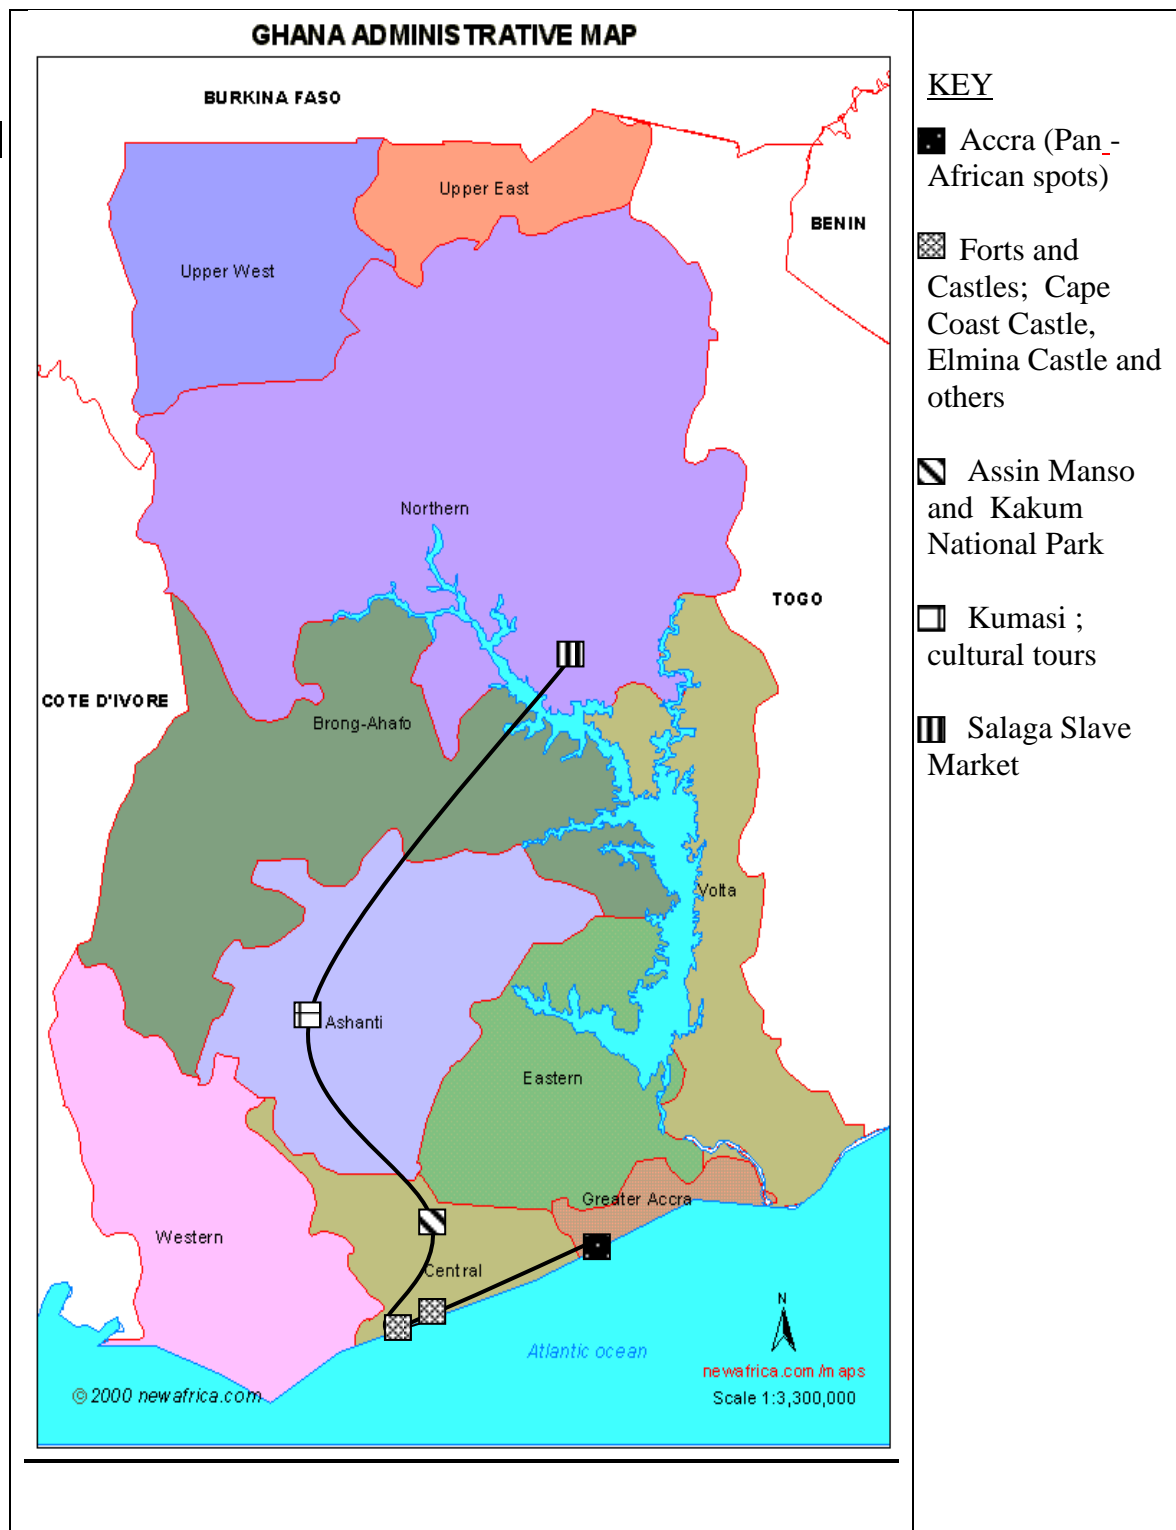 GHANA ADMINISTRATIVE MAP
BURKINA FASO
Upper East
BENIN
Upper West
Northern
TOGO
COTE D'IVORE
Brong-Ahafo
Volta
Ashanti
Eastern
Greater Accra
Western
Central
N
Atlantic ocean
newafrica.com/maps
© 2000 newafrica.com
Scale 1:3,300,000
KEY
Accra (Pan -
African spots)
Forts and
Castles; Cape
Coast Castle,
Elmina Castle and
others
Assin Manso
and Kakum
National Park
Kumasi ;
cultural tours
Salaga Slave
Market